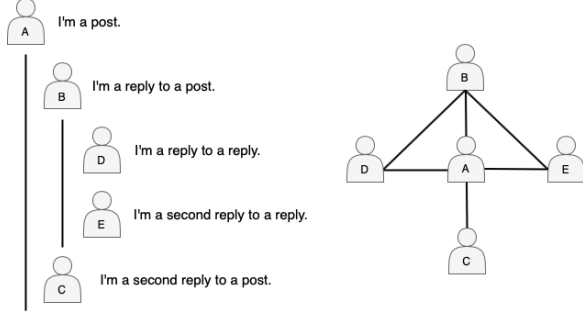 A
I'm a post.
B
I'm a reply to a post.
D
I'm a reply to a reply.
E
I'm a second reply to a reply.
C
I'm a second reply to a post.
B
D
A
E
C